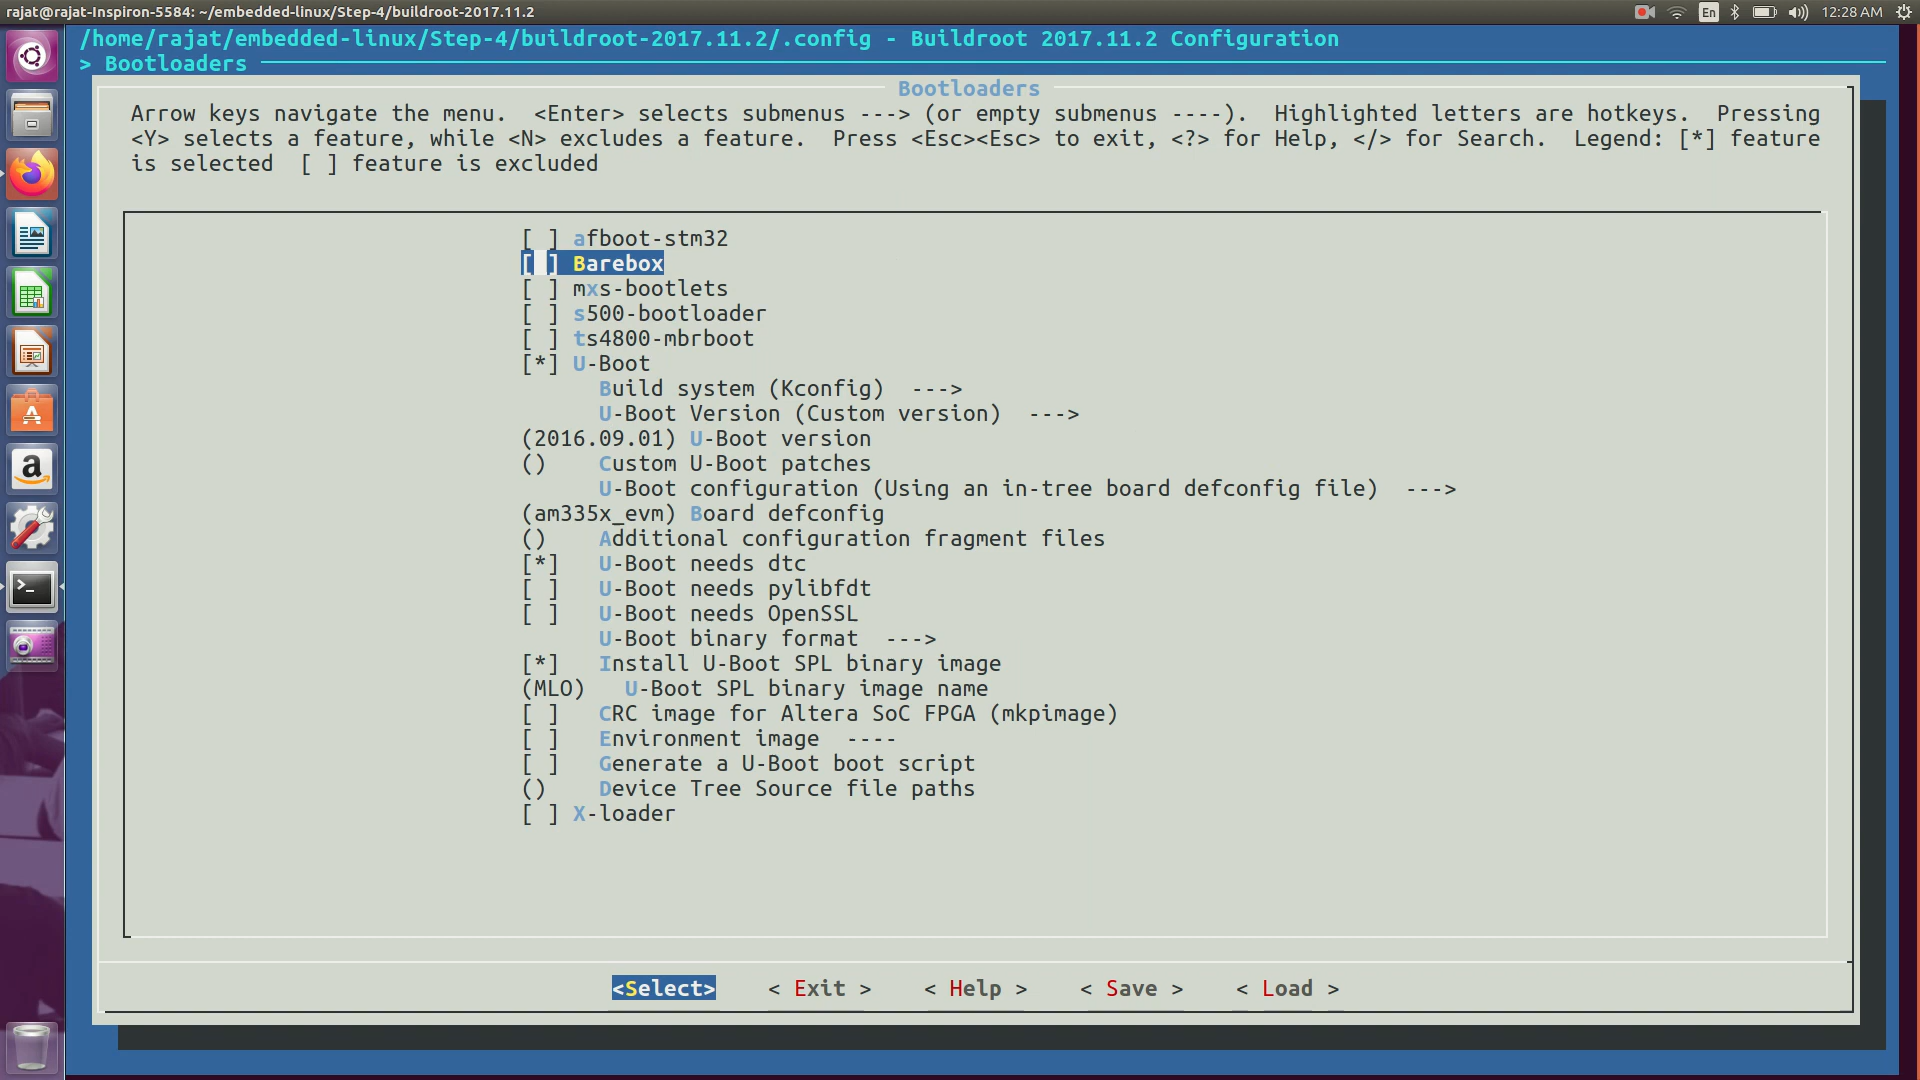 rajat@rajat-Inspiron-5584: ~/embedded-linux/Step-4/buildroot-2017.11.2
En
12:28 AM
/home/rajat/embedded-linux/Step-4/buildroot-2017.11.2/.config - Buildroot 2017.11.2 Configuration
> Bootloaders
Bootloaders
Arrow keys navigate the menu.  <Enter> selects submenus ---> (or empty submenus ----).  Highlighted letters are hotkeys.  Pressing
<Y> selects a feature, while <N> excludes a feature.  Press <Esc><Esc> to exit, <?> for Help, </> for Search.  Legend: [*] feature
is selected  [ ] feature is excluded
[ ] afboot-stm32
[ ] Barebox
[ ] mxs-bootlets
[ ] s500-bootloader
[ ] ts4800-mbrboot
[*] U-Boot
Build system (Kconfig)  --->
U-Boot Version (Custom version)  --->
(2016.09.01) U-Boot version
()    Custom U-Boot patches
U-Boot configuration (Using an in-tree board defconfig file)  --->
(am335x_evm) Board defconfig
()    Additional configuration fragment files
[*]   U-Boot needs dtc
[ ]   U-Boot needs pylibfdt
[ ]   U-Boot needs OpenSSL
U-Boot binary format  --->
[*]   Install U-Boot SPL binary image
(MLO)   U-Boot SPL binary image name
[ ]   CRC image for Altera SoC FPGA (mkpimage)
[ ]   Environment image  ----
[ ]   Generate a U-Boot boot script
()    Device Tree Source file paths
[ ] X-loader
<Select>    < Exit >    < Help >    < Save >    < Load >